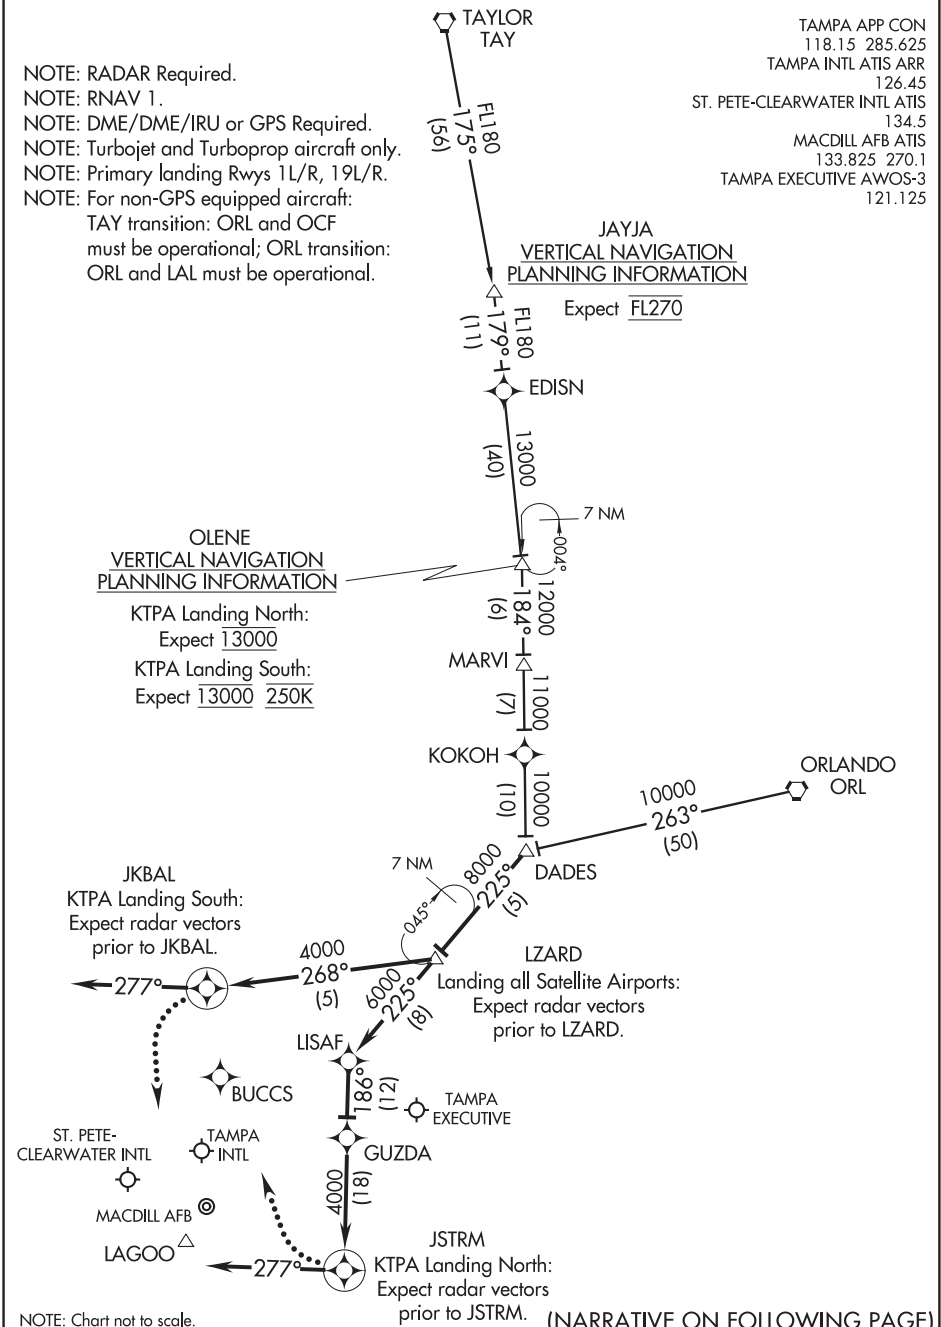 TAYLOR
TAY
TAMPA APP CON
118.15 285.625
TAMPA INTL ATIS ARR
126.45
ST. PETE-CLEARWATER INTL ATIS
134.5
MACDILL AFB ATIS
133.825 270.1
TAMPA EXECUTIVE AWOS-3
121.125
NOTE: RADAR Required.
NOTE: RNAV 1.
NOTE: DME/DME/IRU or GPS Required.
NOTE: Turbojet and Turboprop aircraft only.
NOTE: Primary landing Rwys 1L/R, 19L/R.
NOTE: For non-GPS equipped aircraft:
TAY transition: ORL and OCF
must be operational; ORL transition:
ORL and LAL must be operational.
FL180
175°
(56)
JAYJA
VERTICAL NAVIGATION
PLANNING INFORMATION
Expect FL270
FL180
179°
(11)
EDISN
13000
(40)
7 NM
004°
OLENE
VERTICAL NAVIGATION
PLANNING INFORMATION
KTPA Landing North:
Expect 13000
KTPA Landing South:
Expect 13000 250K
12000
184°
(6)
MARVI
11000
(7)
KOKOH
10000
(10)
ORLANDO
ORL
10000
263°
(50)
DADES
8000
225°
(5)
7 NM
045°
JKBAL
KTPA Landing South:
Expect radar vectors
prior to JKBAL.
4000
268°
(5)
277°
LZARD
Landing all Satellite Airports:
Expect radar vectors
prior to LZARD.
6000
225°
(8)
LISAF
186°
(12)
BUCCS
TAMPA
EXECUTIVE
ST. PETE-
CLEARWATER INTL
TAMPA
INTL
GUZDA
4000
(18)
MACDILL AFB
LAGOO
277°
JSTRM
KTPA Landing North:
Expect radar vectors
prior to JSTRM.
NOTE: Chart not to scale.
(NARRATIVE ON FOLLOWING PAGE)